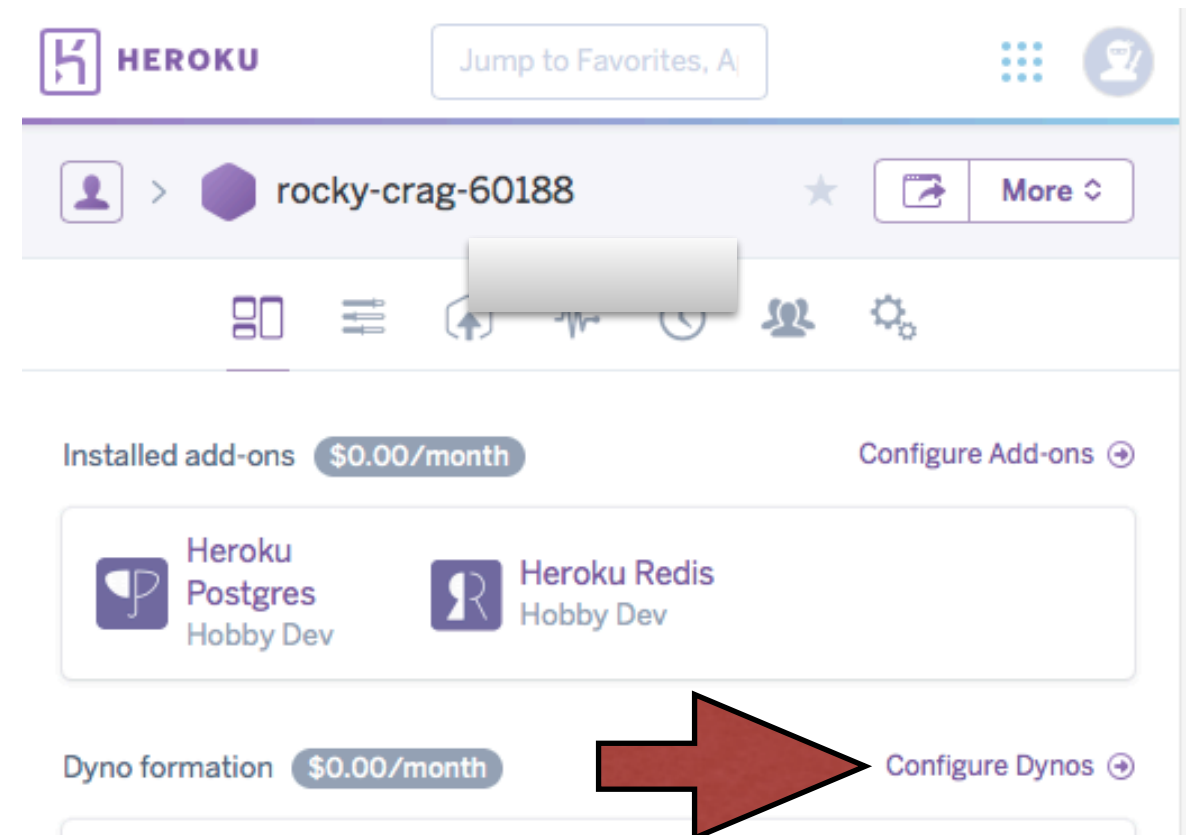 HEROKU
Jump to Favorites, A
rocky-crag-60188
More
Installed add-ons $0.00/month Configure Add-ons
Heroku
Postgres
Hobby Dev
Heroku Redis
Hobby Dev
Dyno formation $0.00/month Configure Dynos